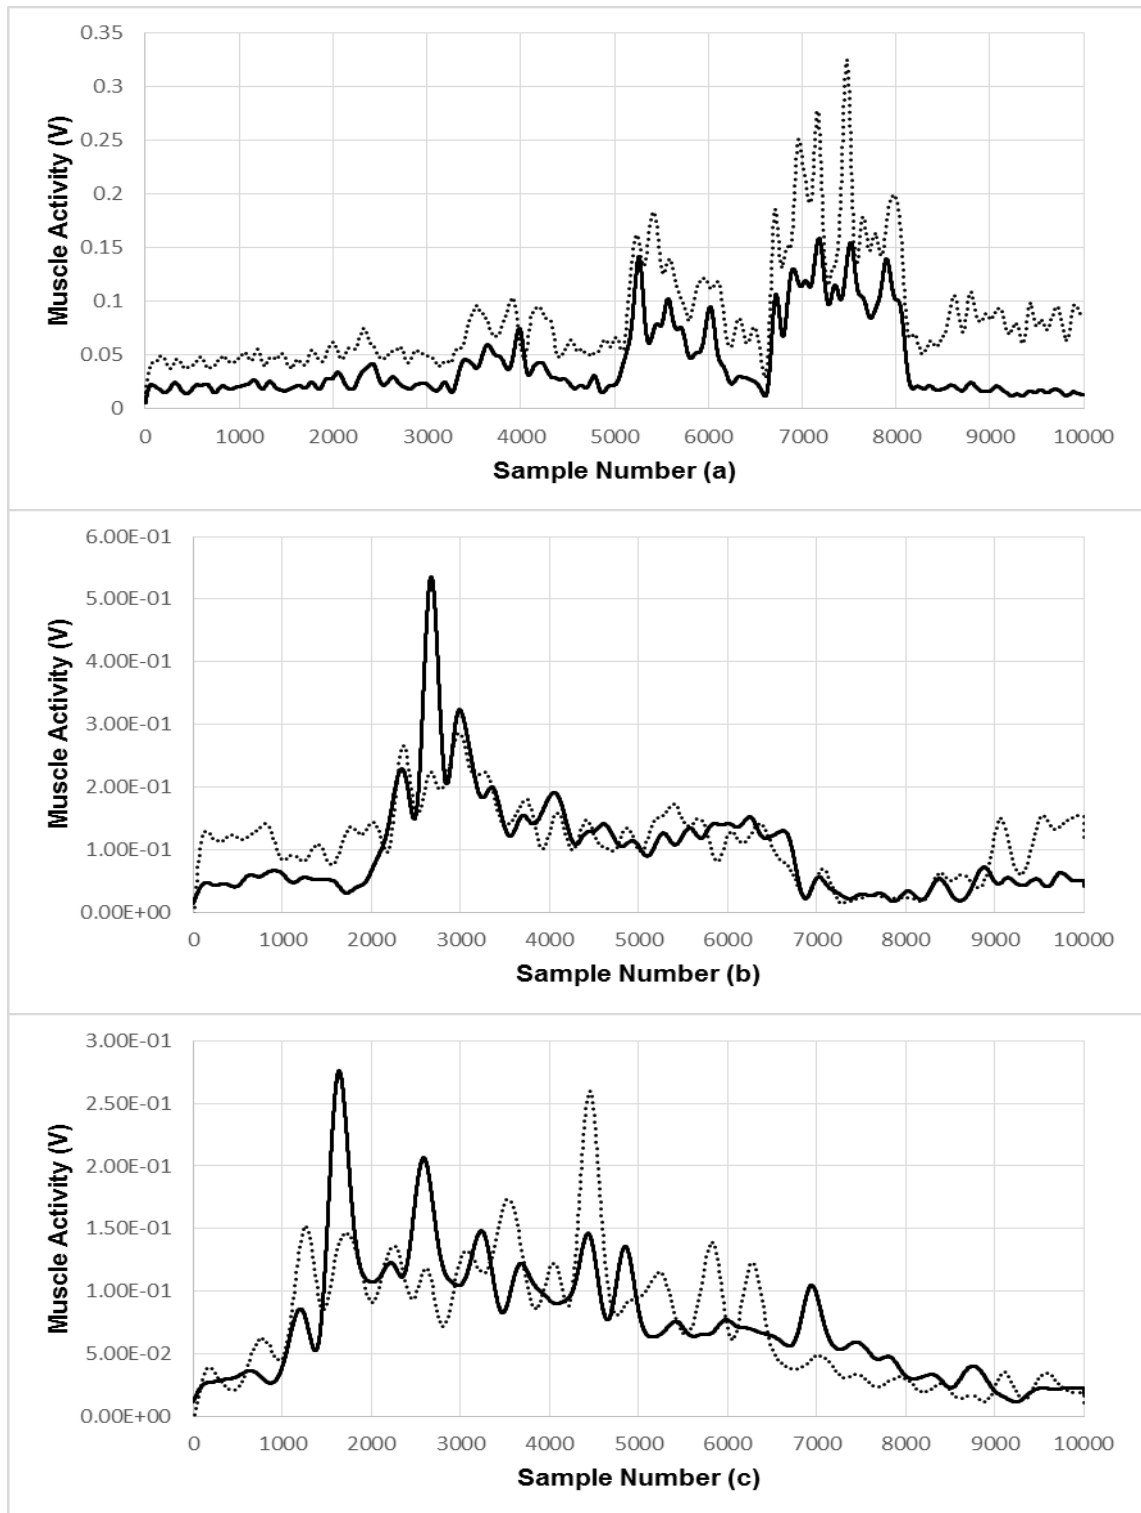 0.35
0.3
0.25
0.2
0.15
0.1
0.05
0
Muscle Activity (V)
0 1000 2000 3000 4000 5000 6000 7000 8000 9000 10000
Sample Number (a)
6.00E-01
5.00E-01
4.00E-01
3.00E-01
2.00E-01
1.00E-01
0.00E+00
Muscle Activity (V)
0 1000 2000 3000 4000 5000 6000 7000 8000 9000 10000
Sample Number (b)
3.00E-01
2.50E-01
2.00E-01
1.50E-01
1.00E-01
5.00E-02
0.00E+00
Muscle Activity (V)
0 1000 2000 3000 4000 5000 6000 7000 8000 9000 10000
Sample Number (c)